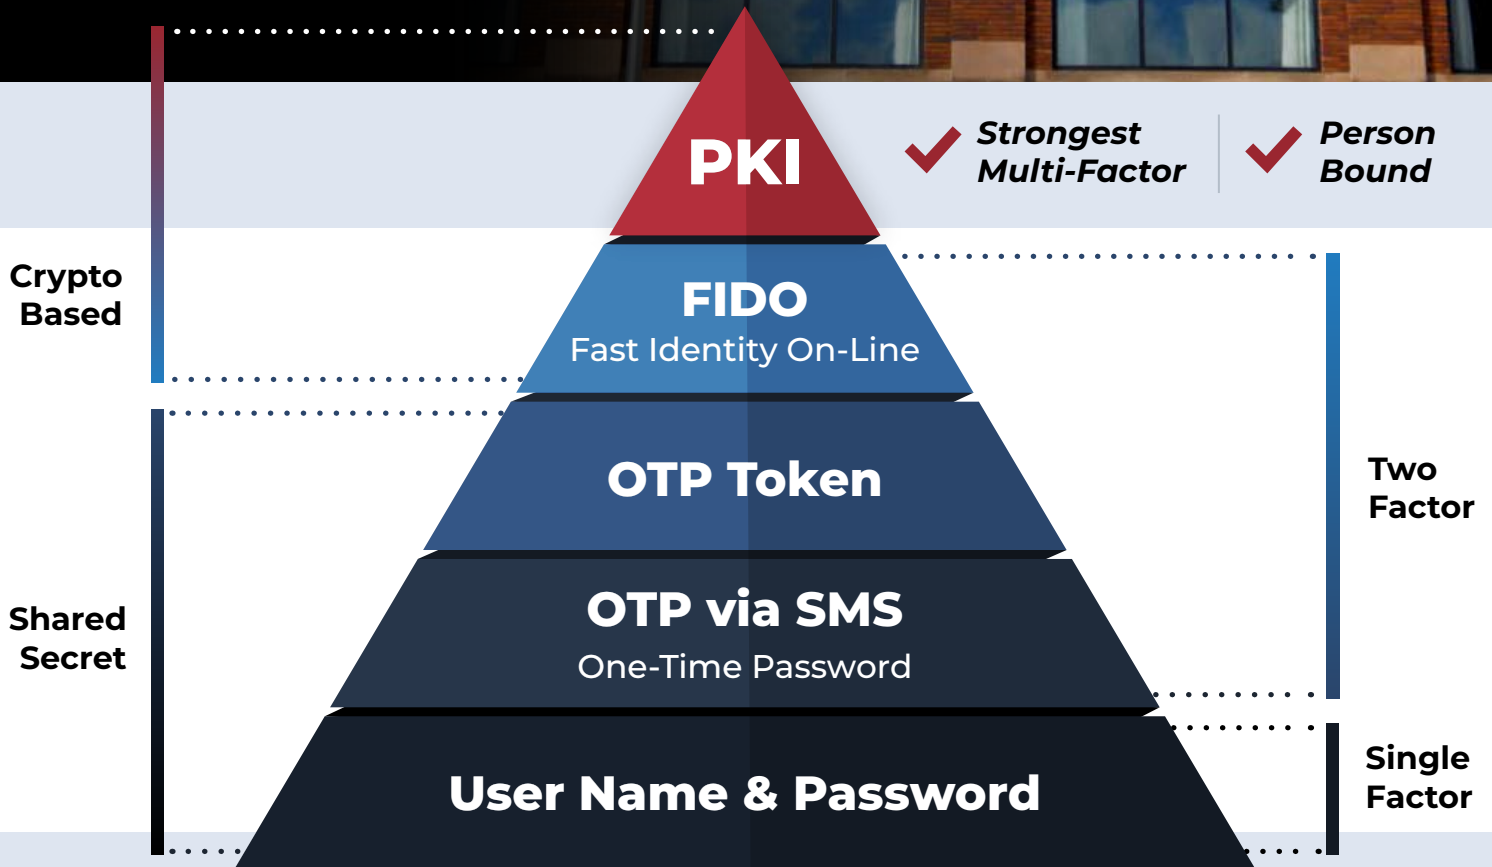 PKI
Strongest
Multi-Factor
Person
Bound
Crypto
Based
FIDO
Fast Identity On-Line
OTP Token
Two
Factor
Shared
Secret
OTP via SMS
One-Time Password
User Name & Password
Single
Factor